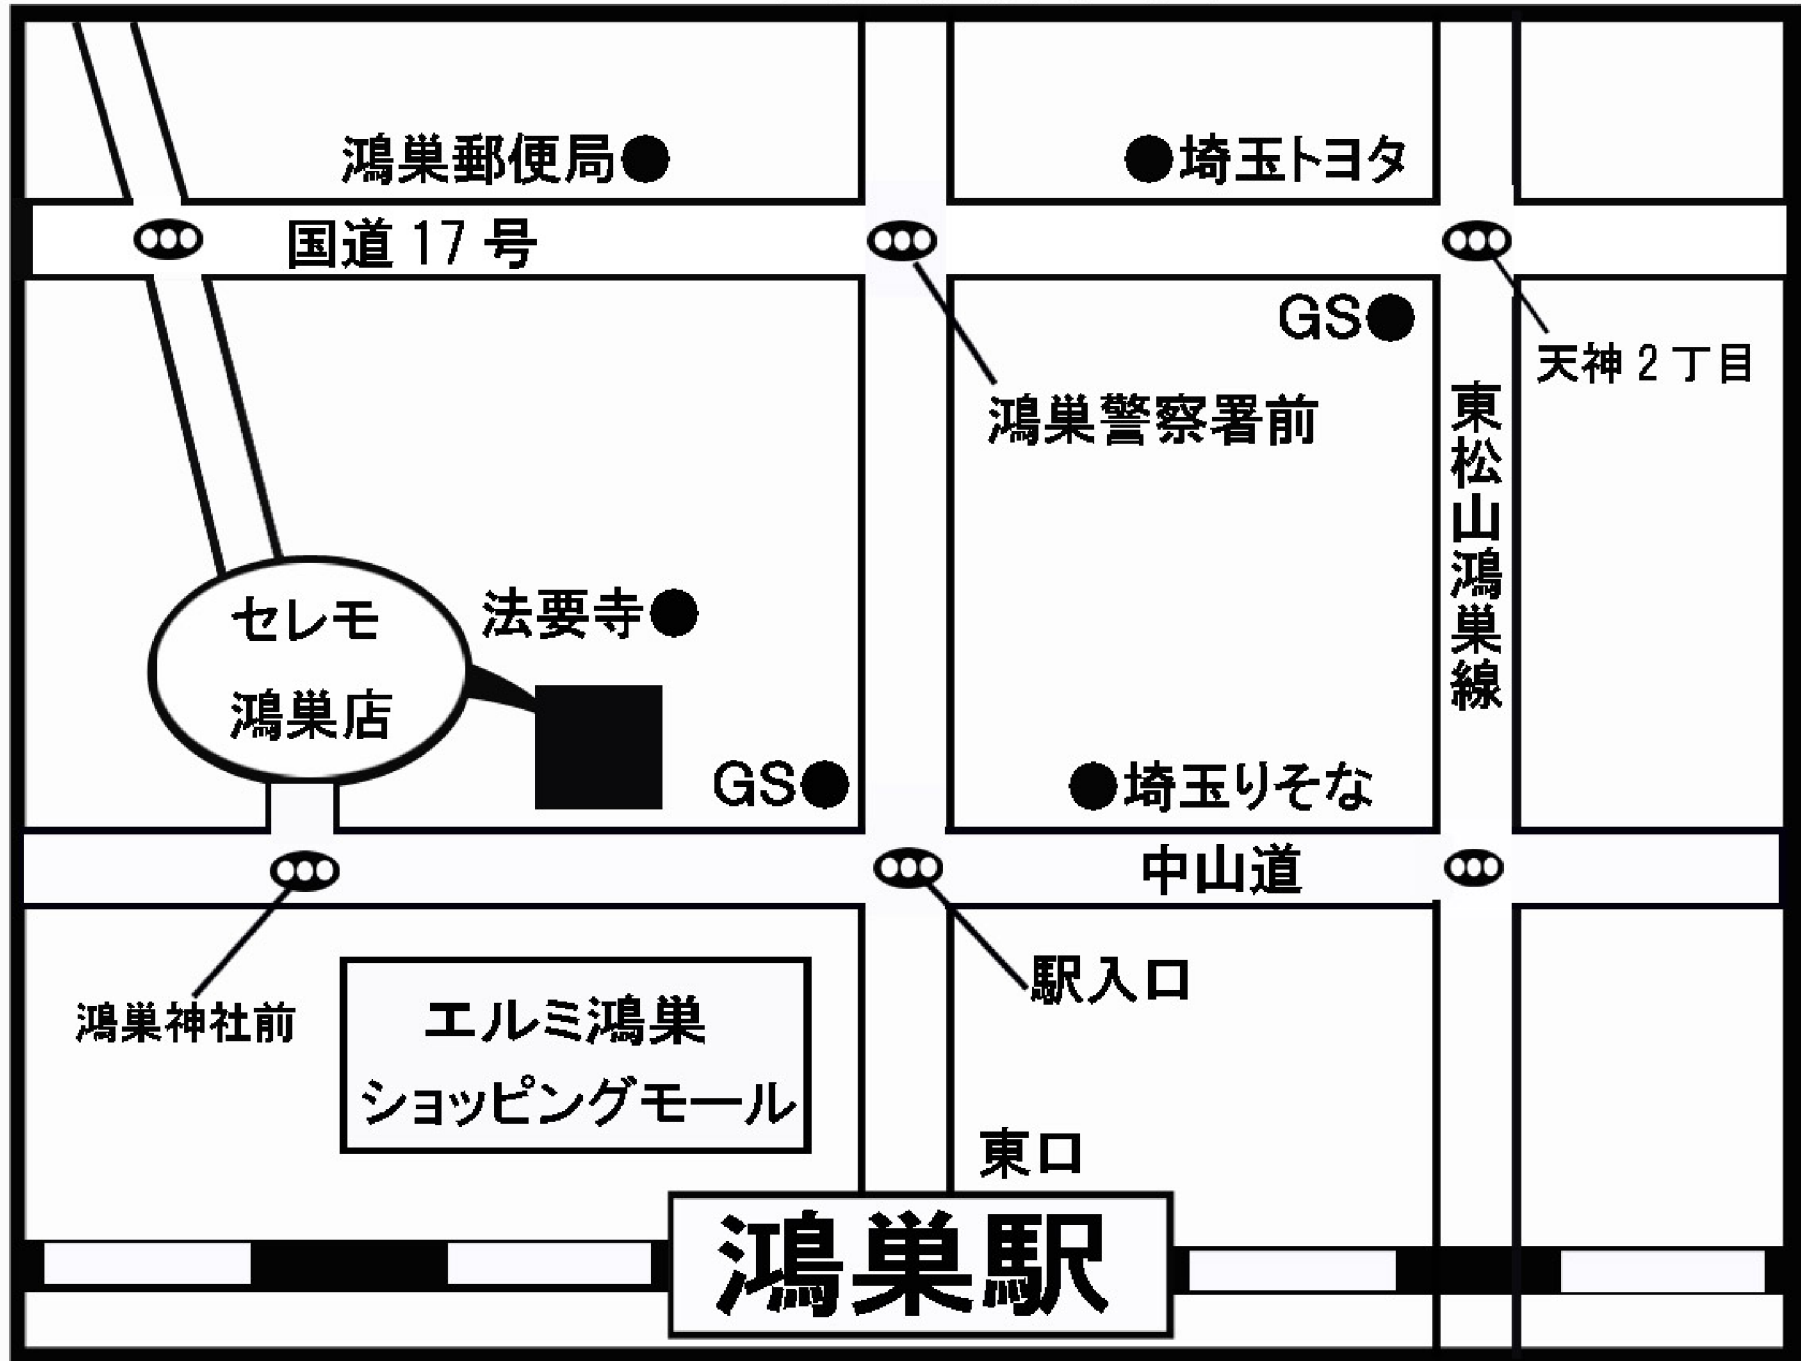 鴻巣郵便局
埼玉トヨタ
国道17号
GS
天神2丁目
鴻巣警察署前
東松山鴻巣線
セレモ
鴻巣店
法要寺
GS
埼玉りそな
中山道
駅入口
鴻巣神社前
エルミ鴻巣
ショッピングモール
東口
鴻巣駅